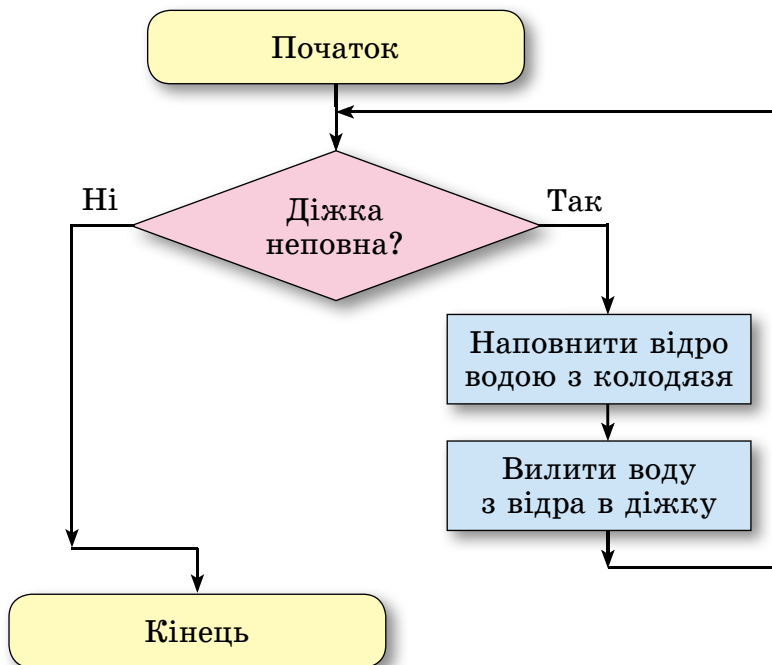 Початок
Ні
Так
Діжка
неповна?
Наповнити відро
водою з колодязя
Вилити воду
з відра в діжку
Кінець